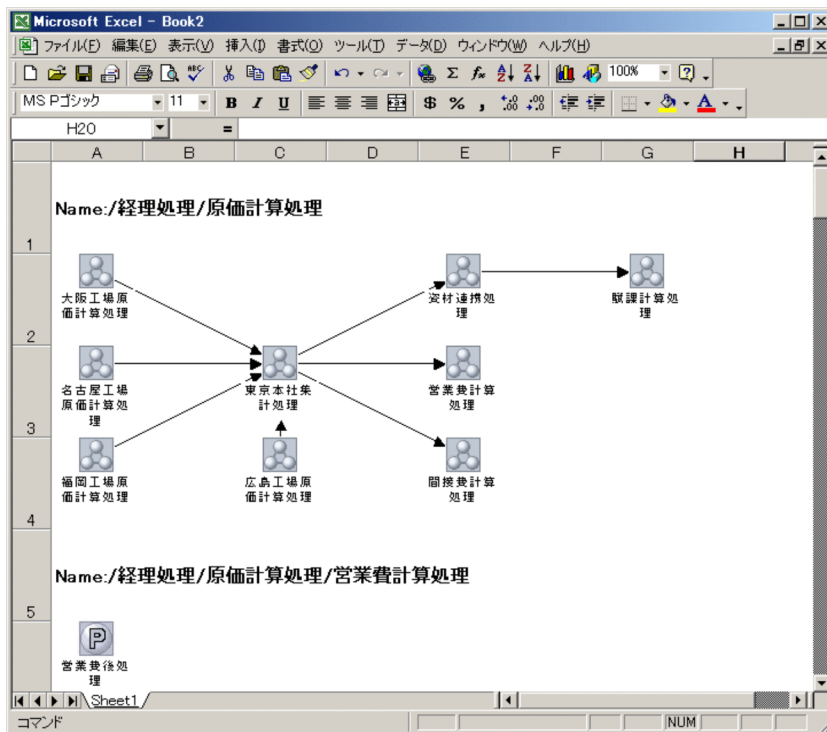 Microsoft Excel - Book2
ファイル(F) 編集(E) 表示(V) 挿入(I) 書式(O) ツール(T) データ(D) ウィンドウ(W) ヘルプ(H)
100%
MS Pゴシック 11 B I U $ % ,
H20 =
A B C D E F G H
Name:/経理処理/原価計算処理
1
大阪工場原
価計算処理
資材連携処
理
賦課計算処
理
2
名古屋工場
原価計算処
理
東京本社集
計処理
営業費計算
処理
3
福岡工場原
価計算処理
広島工場原
価計算処理
間接費計算
処理
4
Name:/経理処理/原価計算処理/営業費計算処理
5
P
営業費後処
理
Sheet1
コマンド NUM